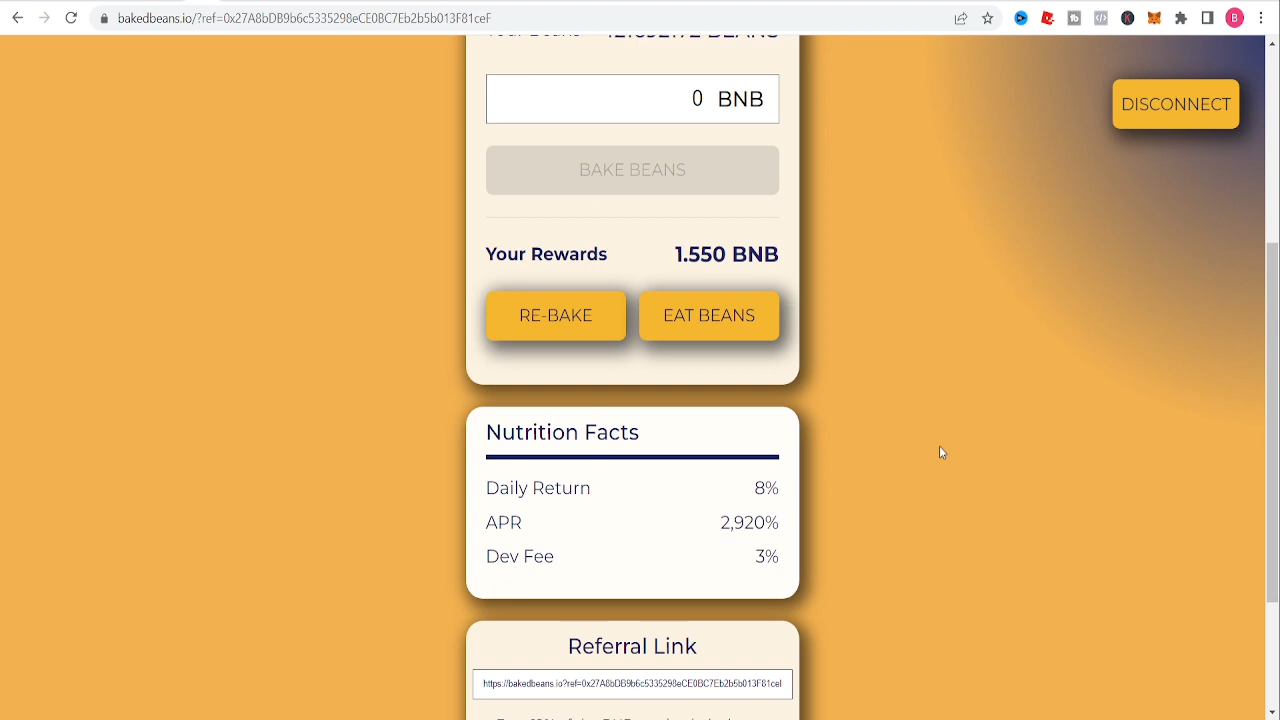 bakedbeans.io/?ref=0x27A8bDB9b6c5335298eCE0BC7Eb2b5b013F81ceF
B
BNB
0 BNB
DISCONNECT
BAKE BEANS
Your Rewards 1.550 BNB
RE-BAKE EAT BEANS
Nutrition Facts
Daily Return 8%
APR 2,920%
Dev Fee 3%
Referral Link
https://bakedbeans.io?ref=0x27A8bDB9b6c5335298eCE0BC7Eb2b5b013F81ceF